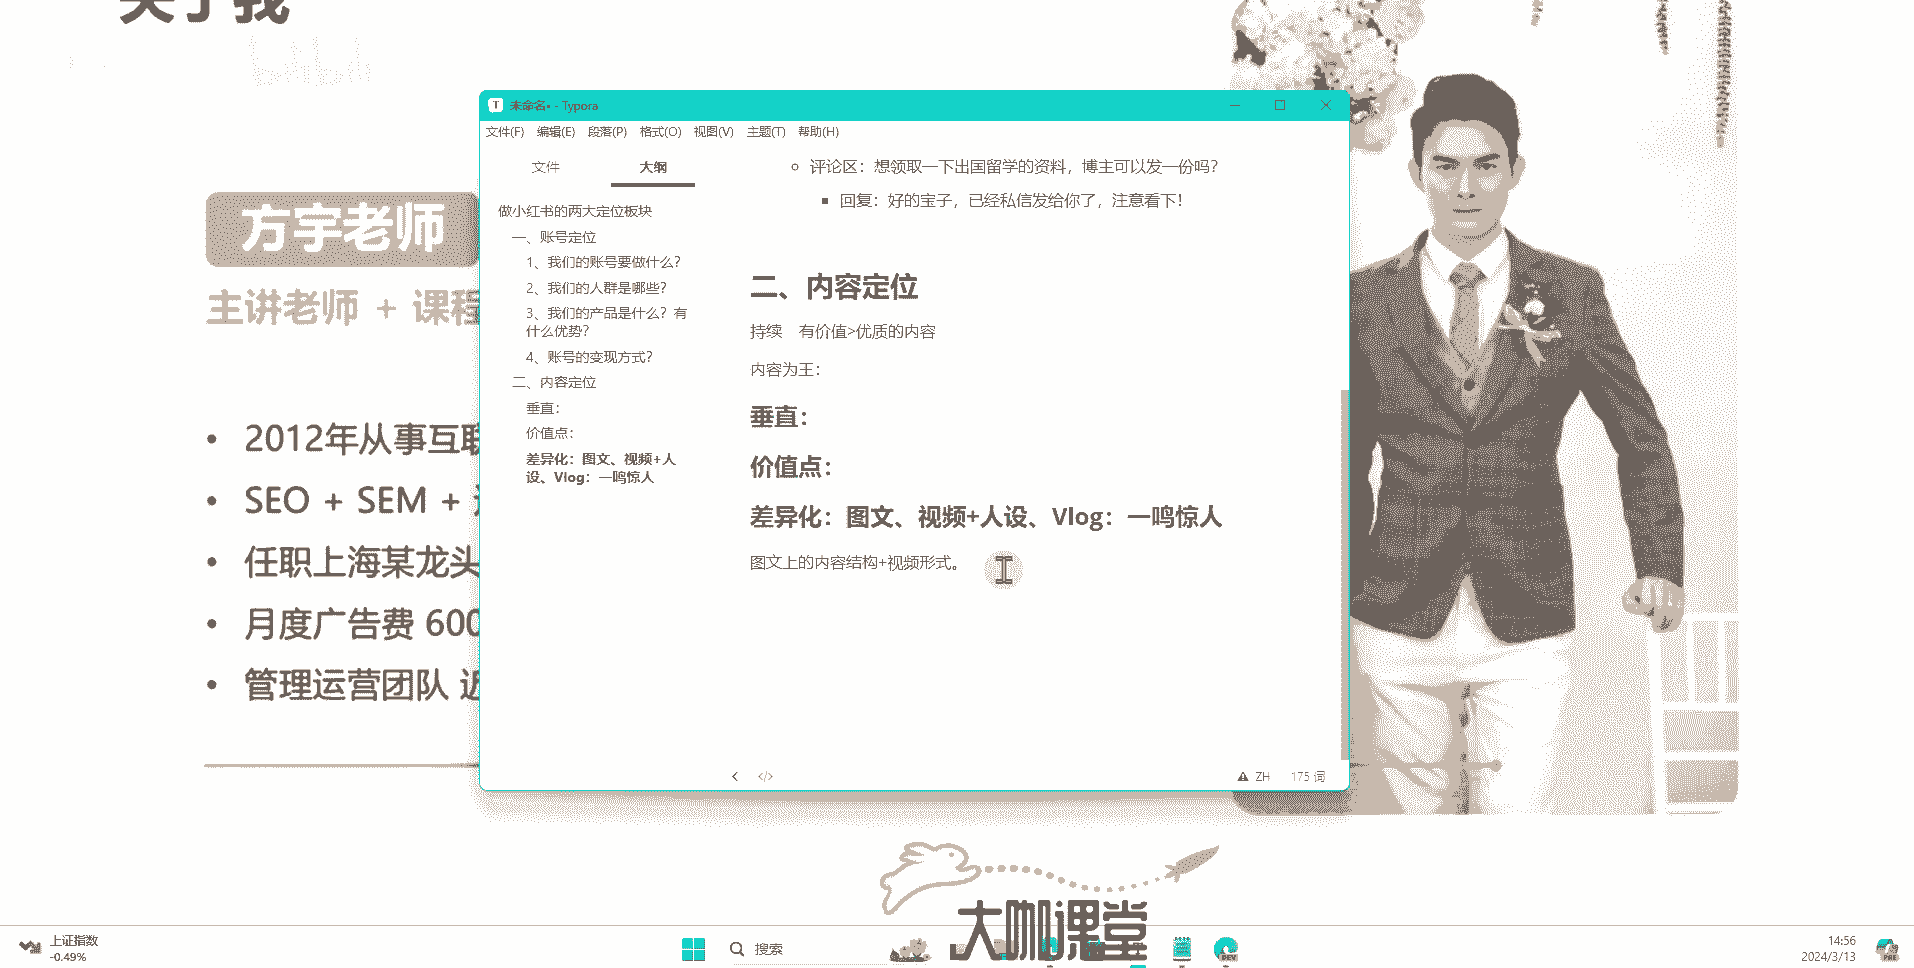 关于我
bilibili
方宇老师
主讲老师 + 课程
• 2012年从事互联
• SEO + SEM +
• 任职上海某龙头
• 月度广告费 600
• 管理运营团队 近
T 未命名• - Typora
文件(F) 编辑(E) 段落(P) 格式(O) 视图(V) 主题(T) 帮助(H)
文件 大纲
做小红书的两大定位板块
一、账号定位
1、我们的账号要做什么？
2、我们的人群是哪些？
3、我们的产品是什么？有
什么优势？
4、账号的变现方式？
二、内容定位
垂直：
价值点：
差异化：图文、视频+人
设、Vlog：一鸣惊人
评论区：想领取一下出国留学的资料，博主可以发一份吗？
回复：好的宝子，已经私信发给你了，注意看下！
二、内容定位
持续 有价值>优质的内容
内容为王：
垂直：
价值点：
差异化：图文、视频+人设、Vlog：一鸣惊人
图文上的内容结构+视频形式。
ZH 175 词
大咖课堂
上证指数
-0.49%
搜索
DEV
14:56
2024/3/13
PRE